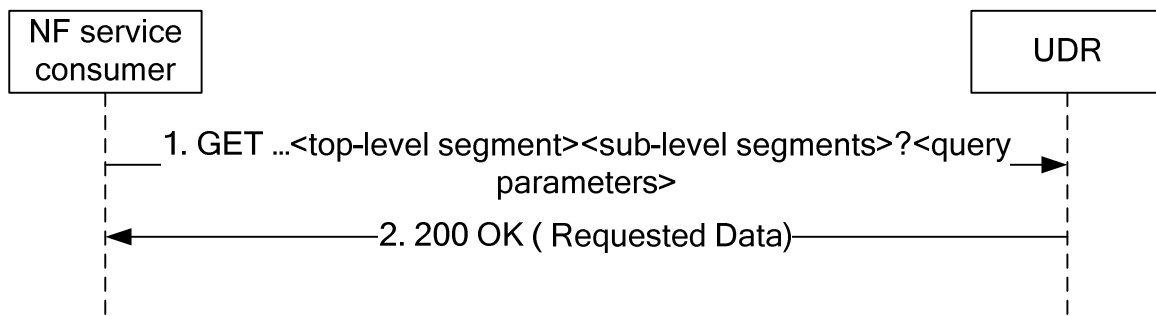 NF service
consumer
UDR
1. GET ...<top-level segment><sub-level segments>?<query
parameters>
2. 200 OK ( Requested Data)